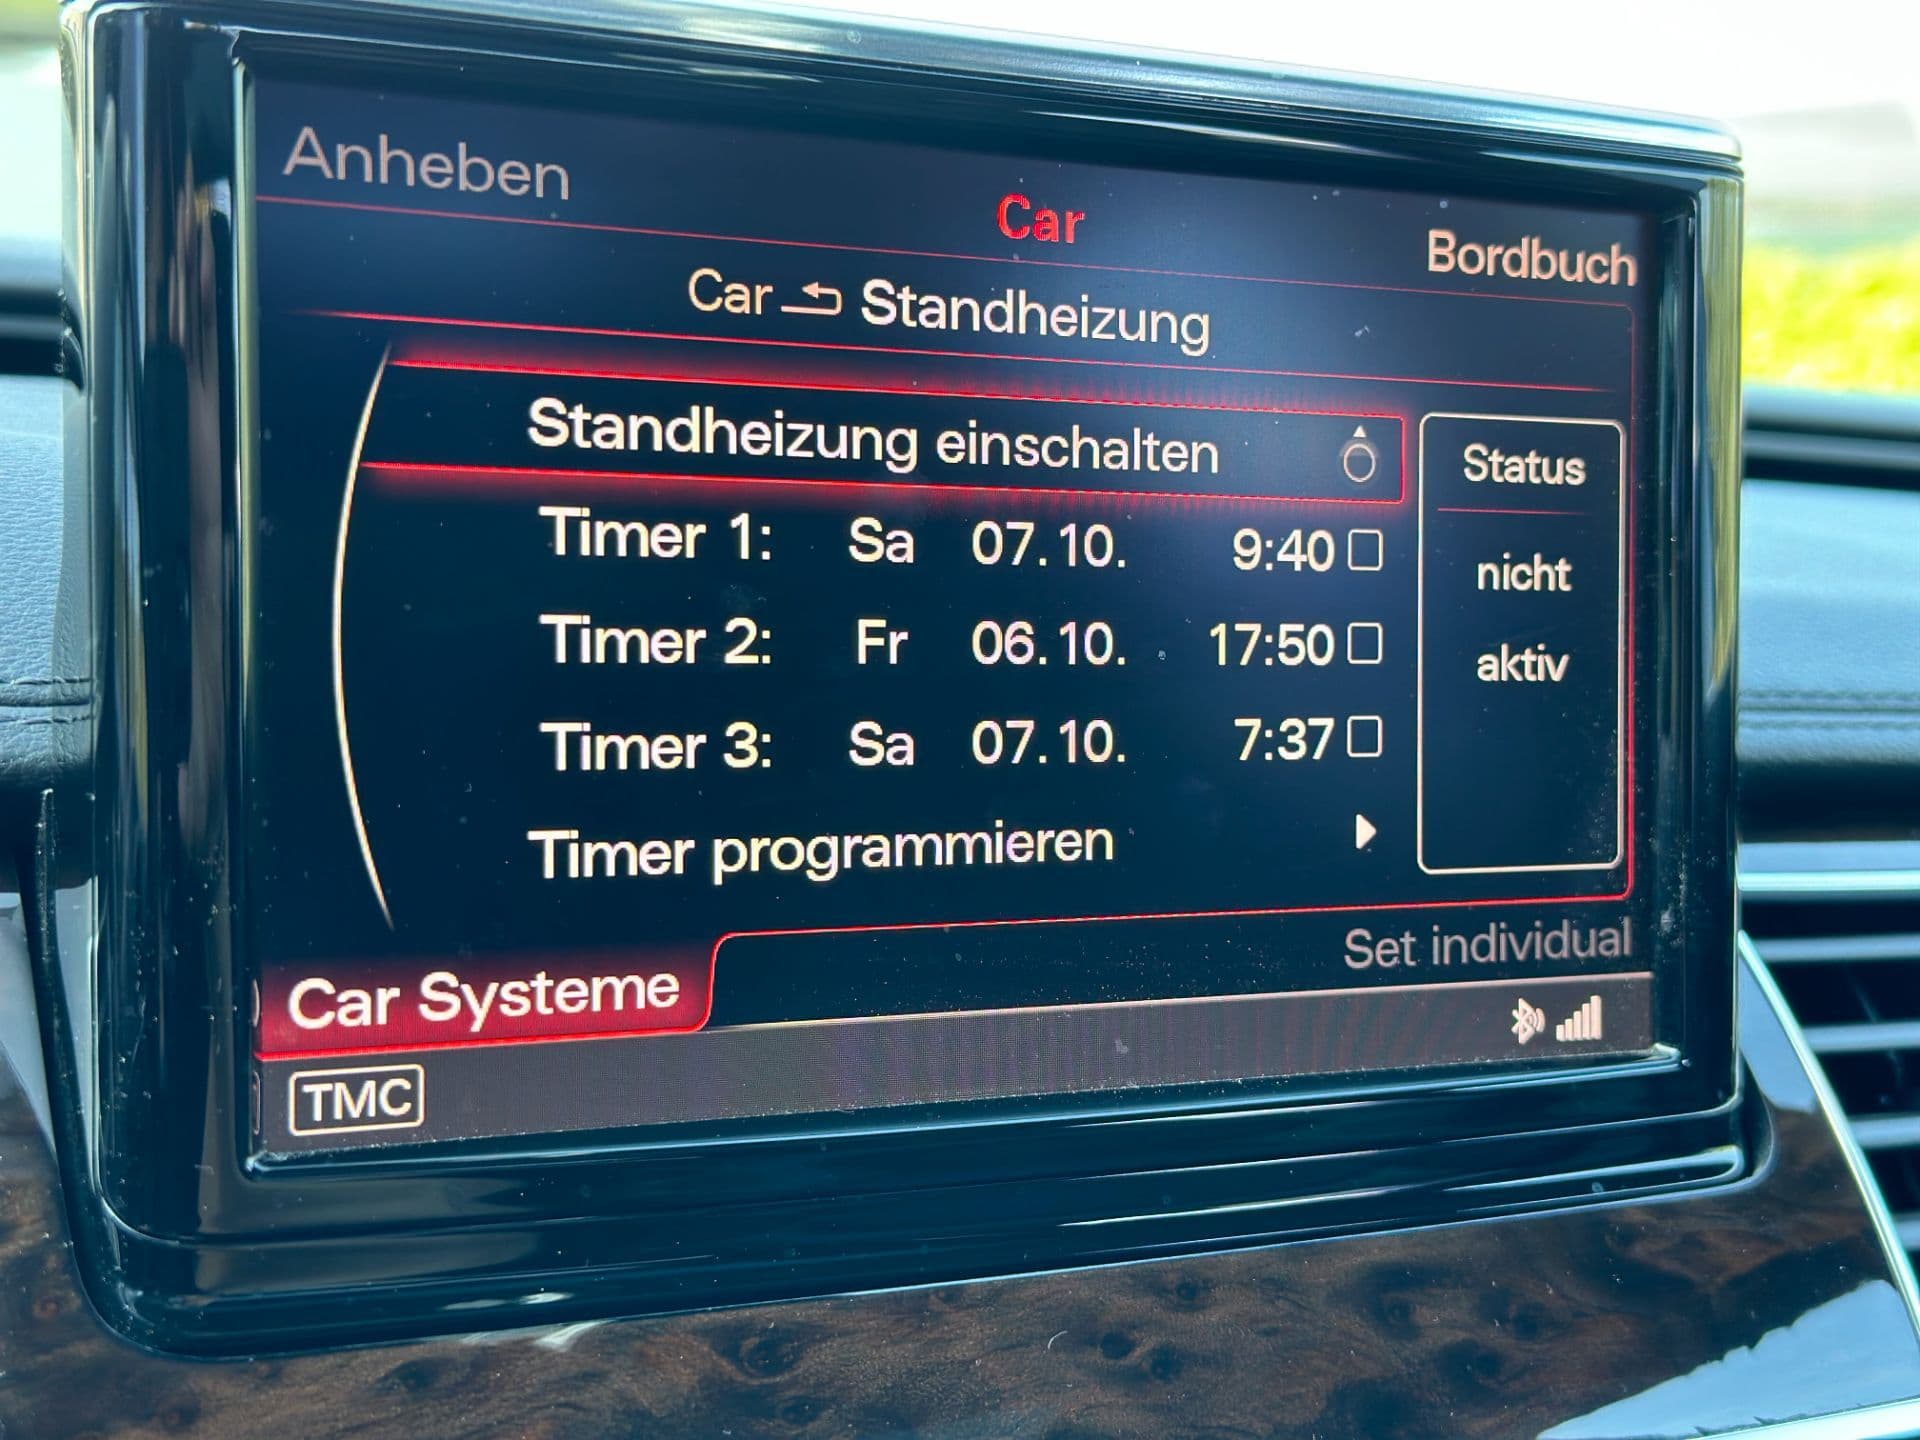 Anheben
Car
Bordbuch
Car Standheizung
Standheizung einschalten
Timer 1: Sa 07.10. 9:40
Timer 2: Fr 06.10. 17:50
Timer 3: Sa 07.10. 7:37
Timer programmieren
Status
nicht
aktiv
Set individual
Car Systeme
TMC